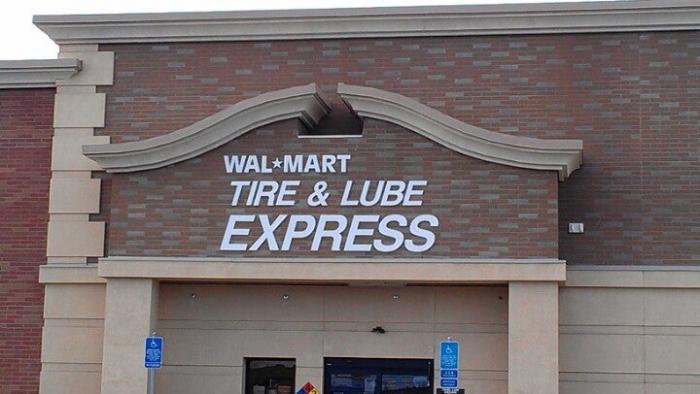 WAL★MART
TIRE & LUBE
EXPRESS